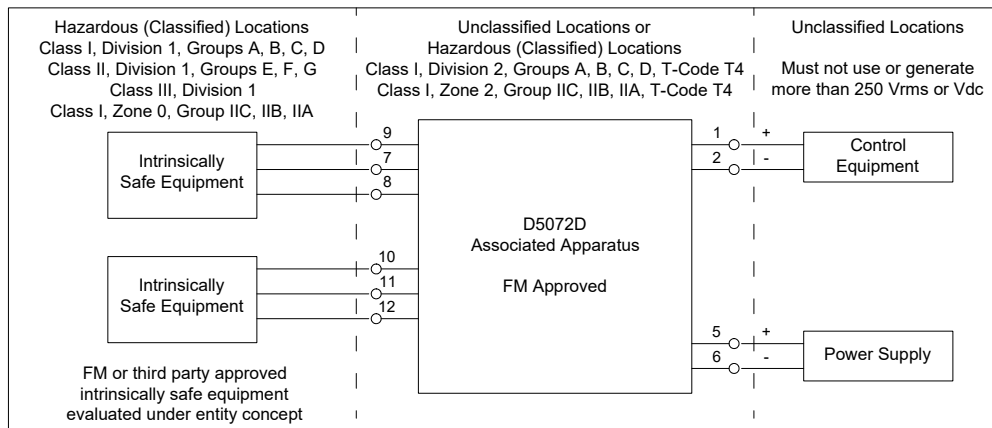 Hazardous (Classified) Locations
Class I, Division 1, Groups A, B, C, D
Class II, Division 1, Groups E, F, G
Class III, Division 1
Class I, Zone 0, Group IIC, IIB, IIA
Unclassified Locations or
Hazardous (Classified) Locations
Class I, Division 2, Groups A, B, C, D, T-Code T4
Class I, Zone 2, Group IIC, IIB, IIA, T-Code T4
Unclassified Locations
Must not use or generate
more than 250 Vrms or Vdc
Intrinsically
Safe Equipment
9
7
8
Intrinsically
Safe Equipment
10
11
12
FM or third party approved
intrinsically safe equipment
evaluated under entity concept
D5072D
Associated Apparatus
FM Approved
1 +
2 -
Control
Equipment
5 +
6 -
Power Supply